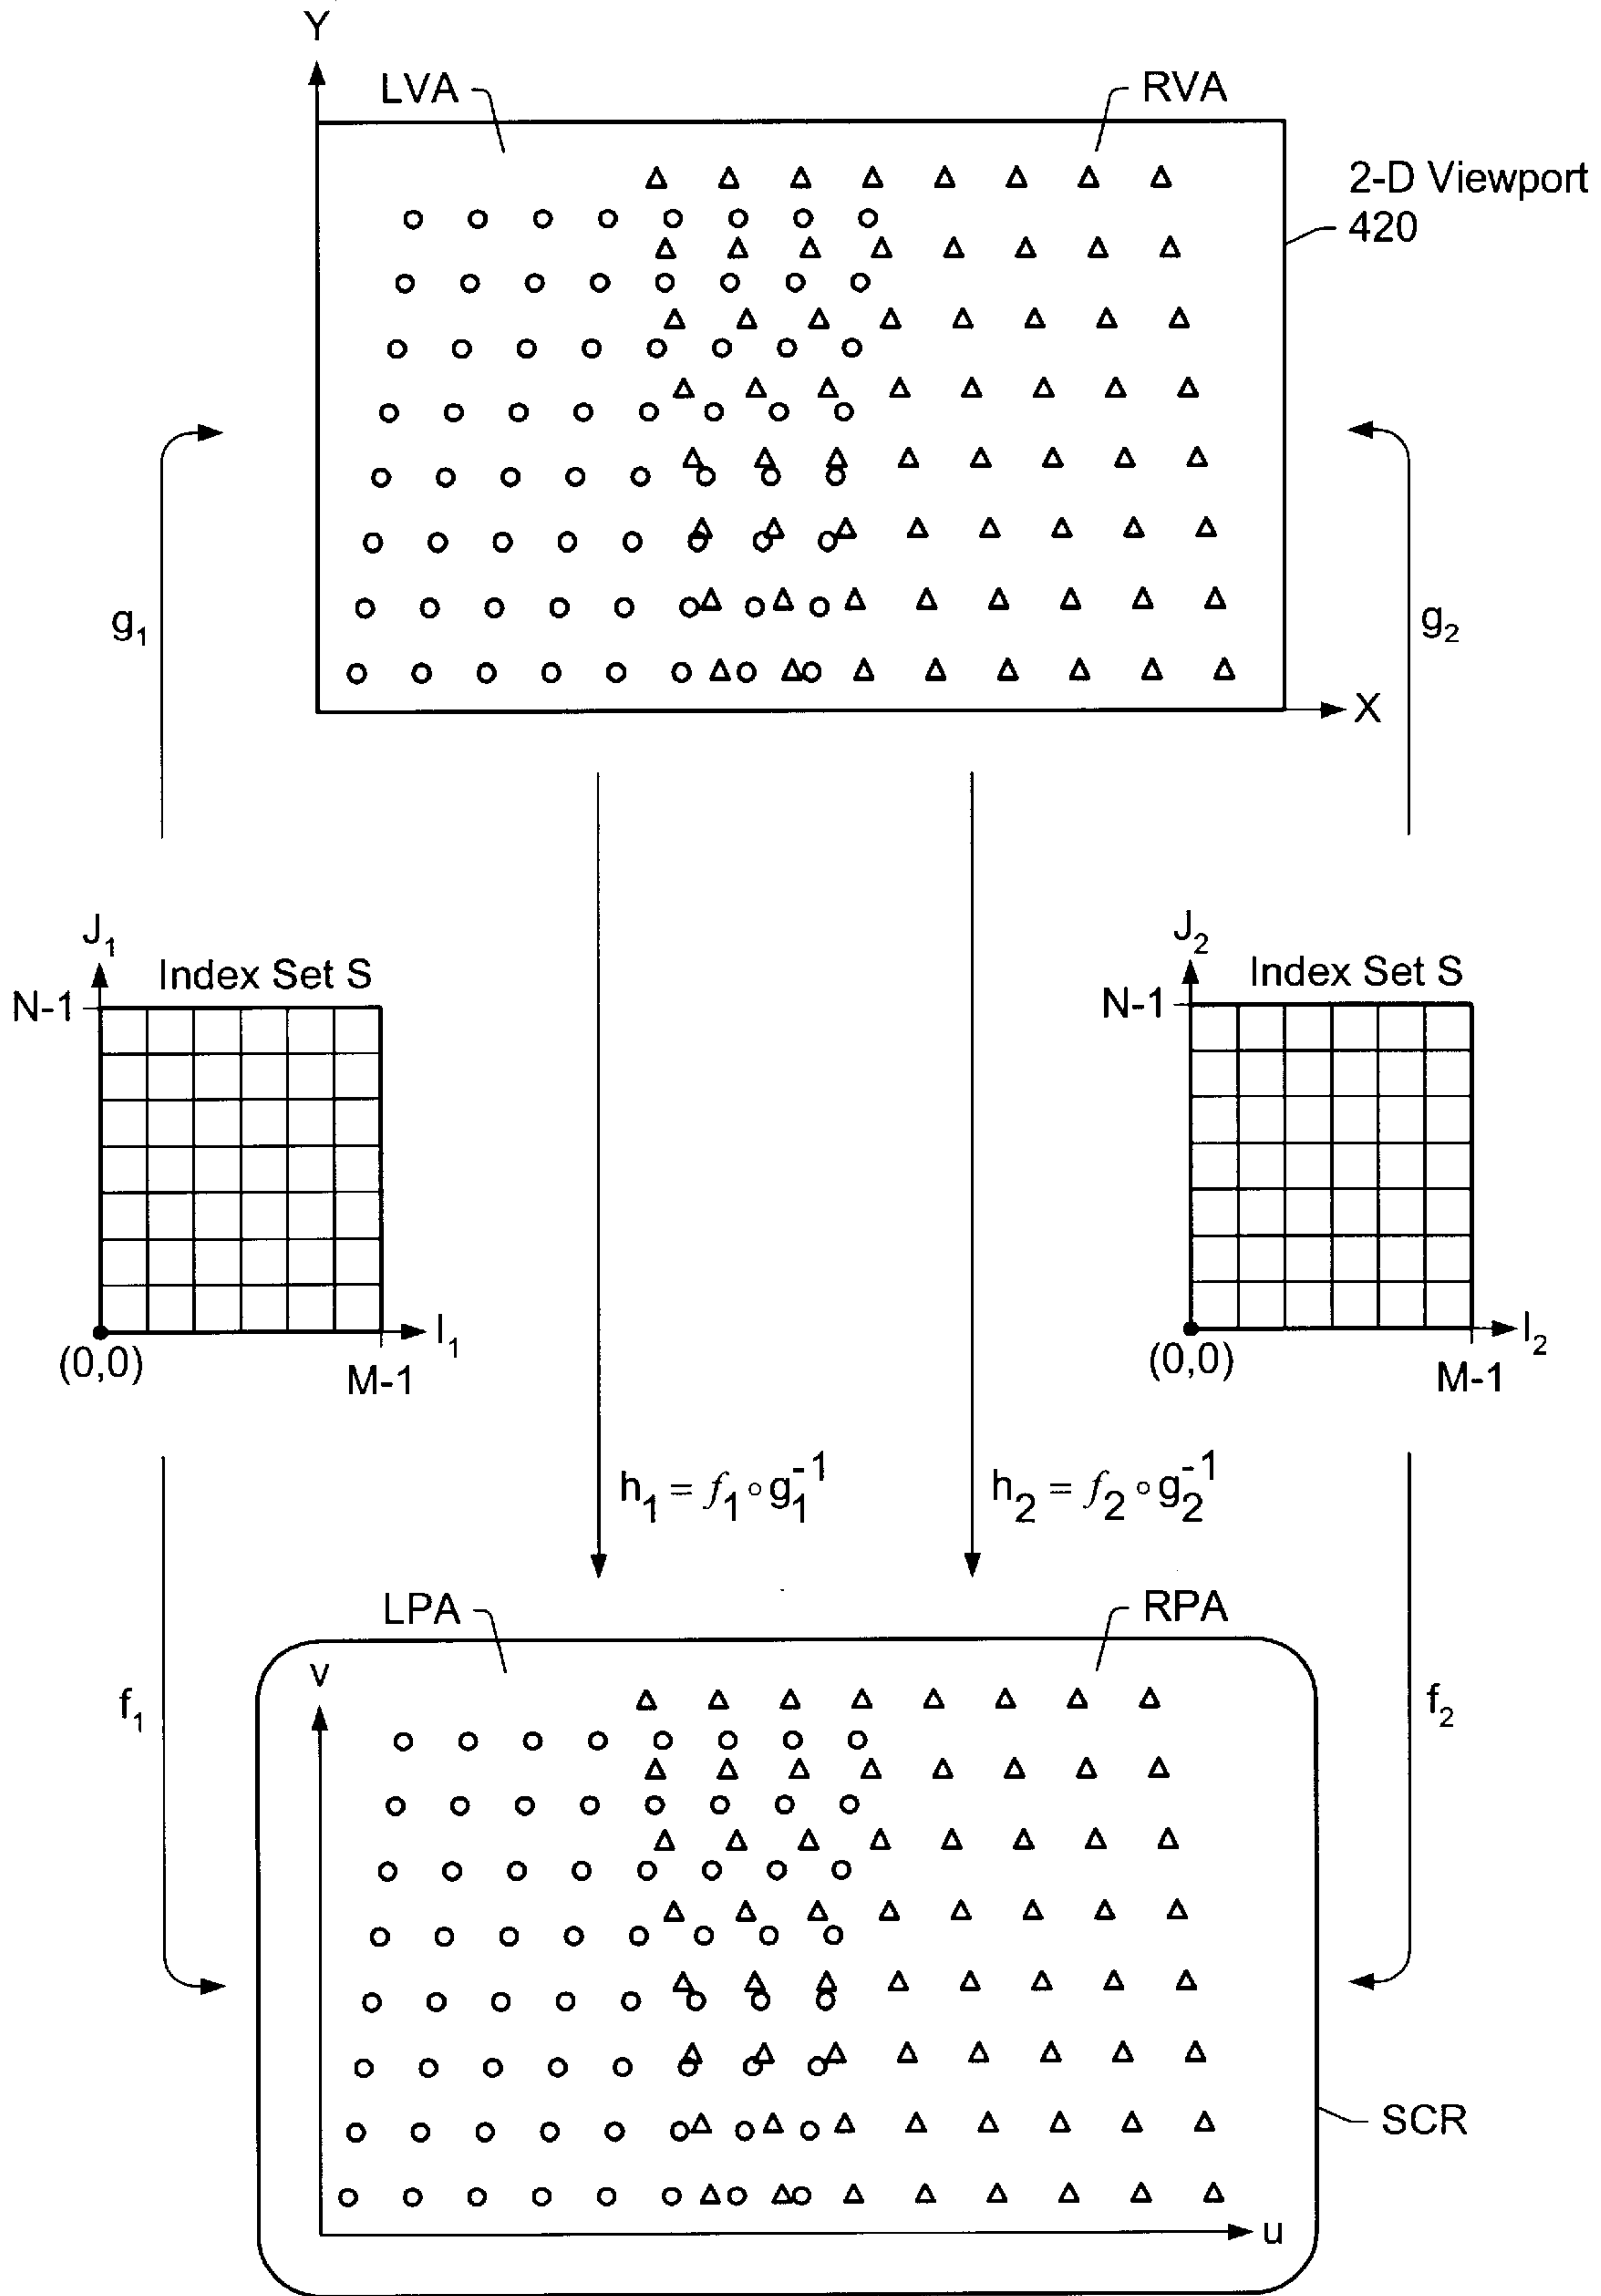 Y
LVA
RVA
2-D Viewport
420
X
g1
g2
J1
Index Set S
N-1
(0,0)
I1
M-1
J2
Index Set S
N-1
(0,0)
I2
M-1
h1 = f1 ∘ g1^-1
h2 = f2 ∘ g2^-1
LPA
RPA
v
f1
f2
SCR
u